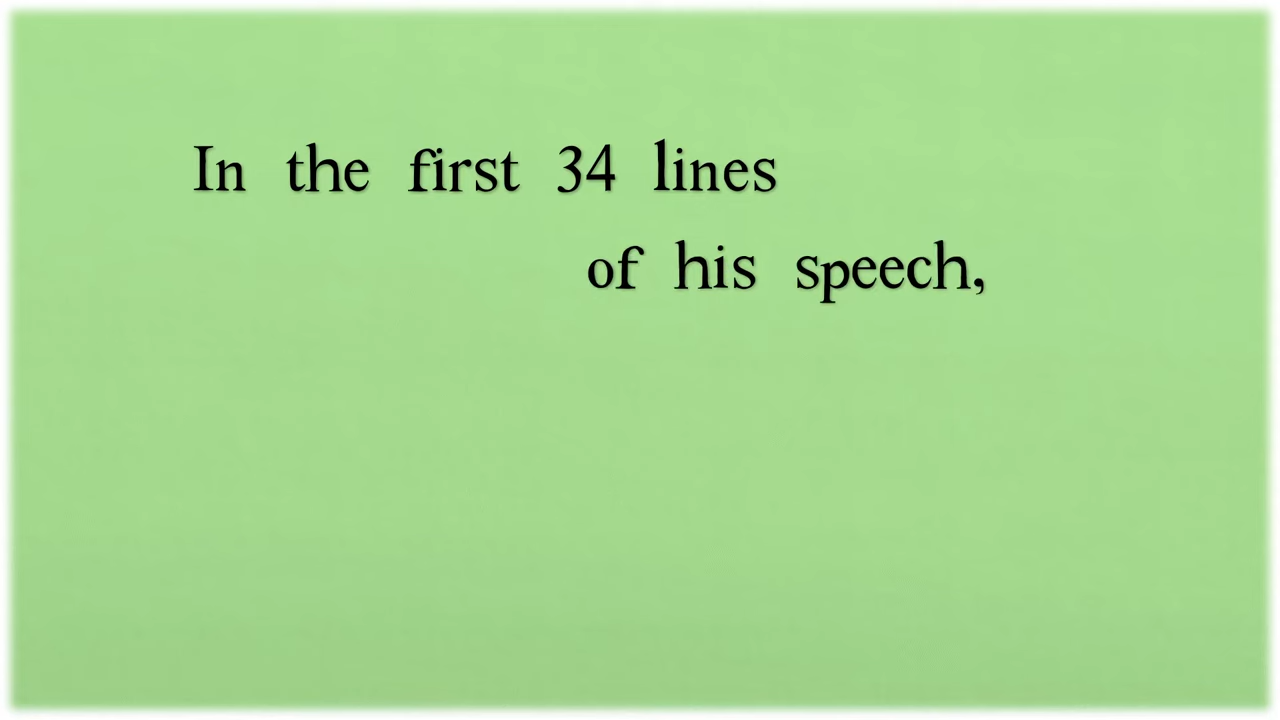 In the first 34 lines
of his speech,